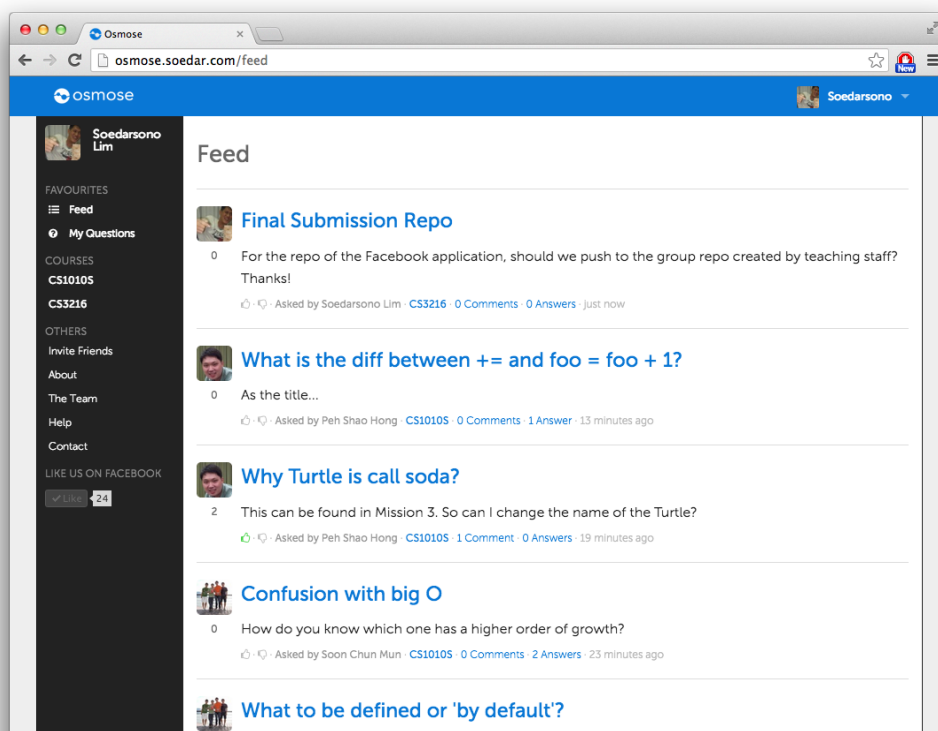 Osmose
osmose.soedar.com/feed
New
osmose
Soedarsono
Soedarsono
Lim
Feed
FAVOURITES
Feed
My Questions
COURSES
CS1010S
CS3216
OTHERS
Invite Friends
About
The Team
Help
Contact
LIKE US ON FACEBOOK
Like 24
Final Submission Repo
0
For the repo of the Facebook application, should we push to the group repo created by teaching staff?
Thanks!
· Asked by Soedarsono Lim · CS3216 · 0 Comments · 0 Answers · just now
What is the diff between += and foo = foo + 1?
0
As the title...
· Asked by Peh Shao Hong · CS1010S · 0 Comments · 1 Answer · 13 minutes ago
Why Turtle is call soda?
2
This can be found in Mission 3. So can I change the name of the Turtle?
· Asked by Peh Shao Hong · CS1010S · 1 Comment · 0 Answers · 19 minutes ago
Confusion with big O
0
How do you know which one has a higher order of growth?
· Asked by Soon Chun Mun · CS1010S · 0 Comments · 2 Answers · 23 minutes ago
What to be defined or 'by default'?